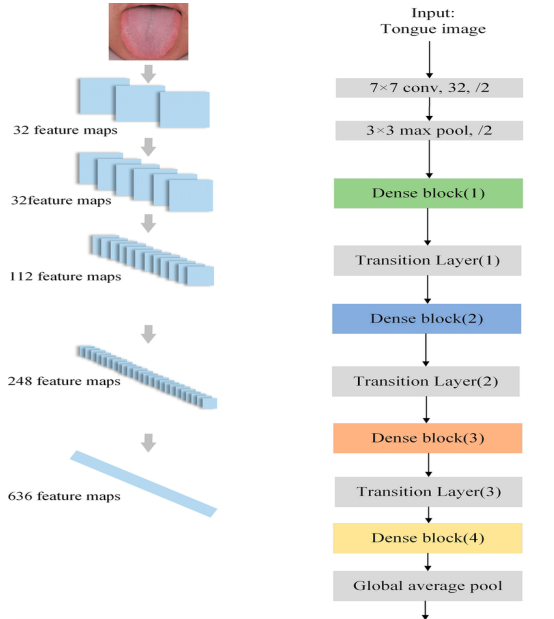 32 feature maps
32feature maps
112 feature maps
248 feature maps
636 feature maps
Input:
Tongue image
7×7 conv, 32, /2
3×3 max pool, /2
Dense block(1)
Transition Layer(1)
Dense block(2)
Transition Layer(2)
Dense block(3)
Transition Layer(3)
Dense block(4)
Global average pool